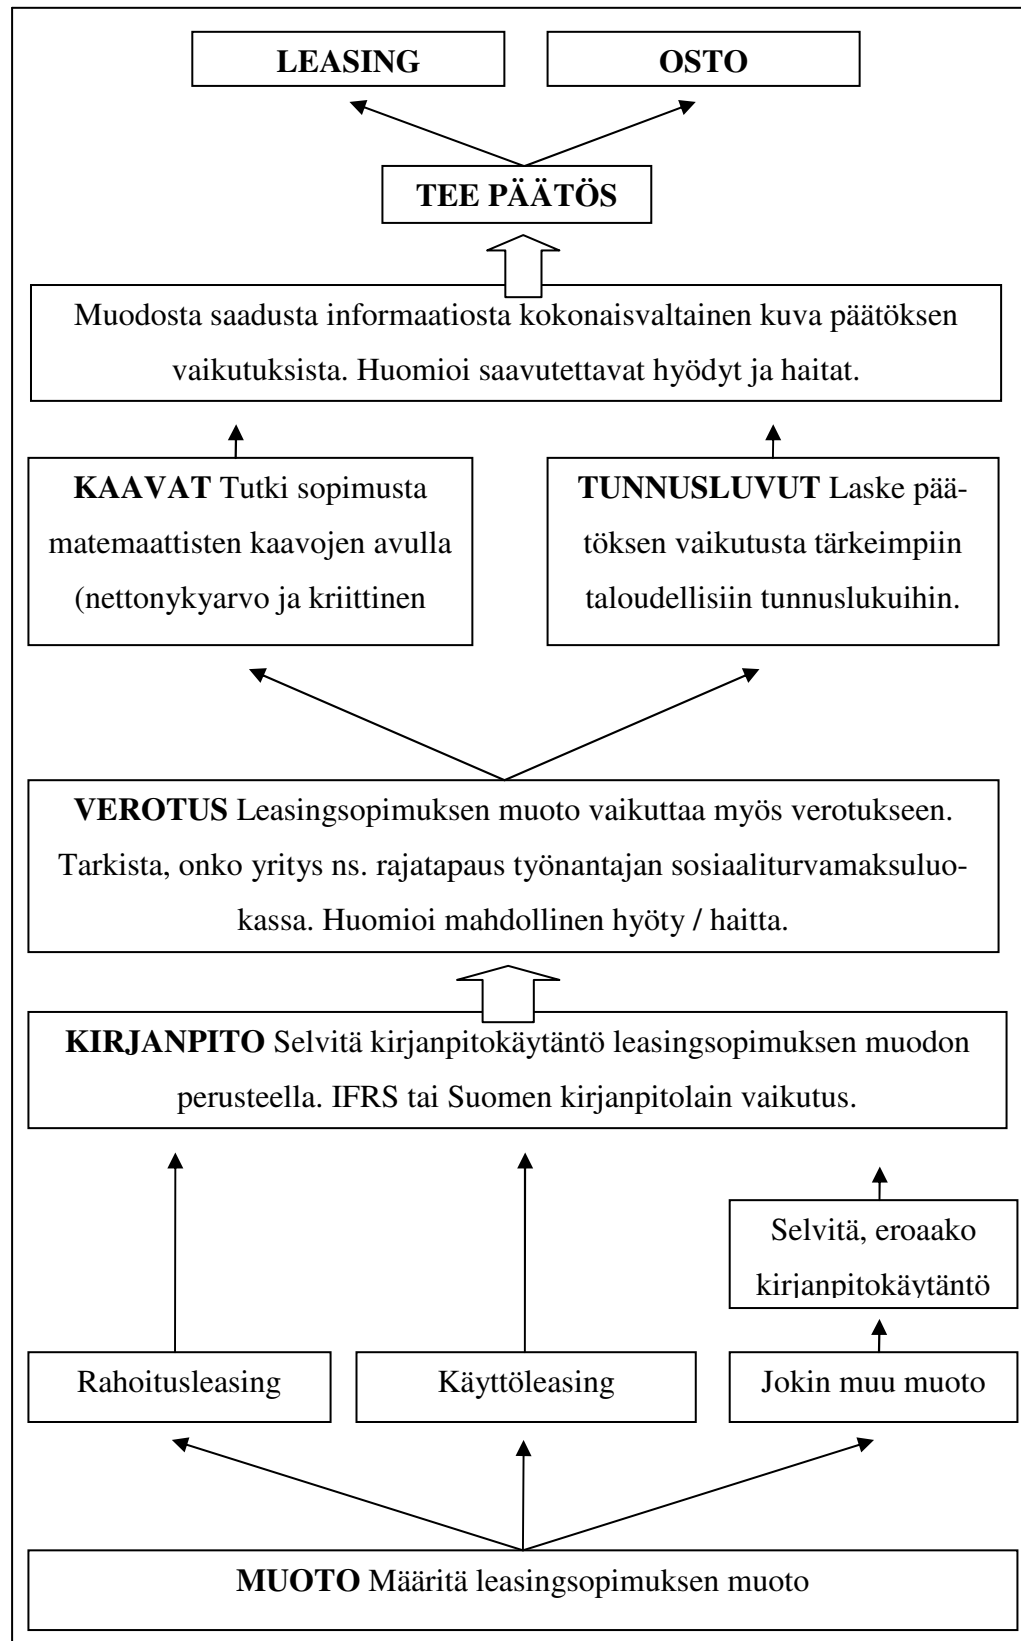 LEASING
OSTO
TEE PÄÄTÖS
Muodosta saadusta informaatiosta kokonaisvaltainen kuva päätöksen
vaikutuksista. Huomioi saavutettavat hyödyt ja haitat.
KAAVAT Tutki sopimusta
matemaattisten kaavojen avulla
(nettonykyarvo ja kriittinen
TUNNUSLUVUT Laske pää-
töksen vaikutusta tärkeimpiin
taloudellisiin tunnuslukuihin.
VEROTUS Leasingsopimuksen muoto vaikuttaa myös verotukseen.
Tarkista, onko yritys ns. rajatapaus työnantajan sosiaaliturvamaksuluo-
kassa. Huomioi mahdollinen hyöty / haitta.
KIRJANPITO Selvitä kirjanpitokäytäntö leasingsopimuksen muodon
perusteella. IFRS tai Suomen kirjanpitolain vaikutus.
Selvitä, eroaako
kirjanpitokäytäntö
Rahoitusleasing
Käyttöleasing
Jokin muu muoto
MUOTO Määritä leasingsopimuksen muoto